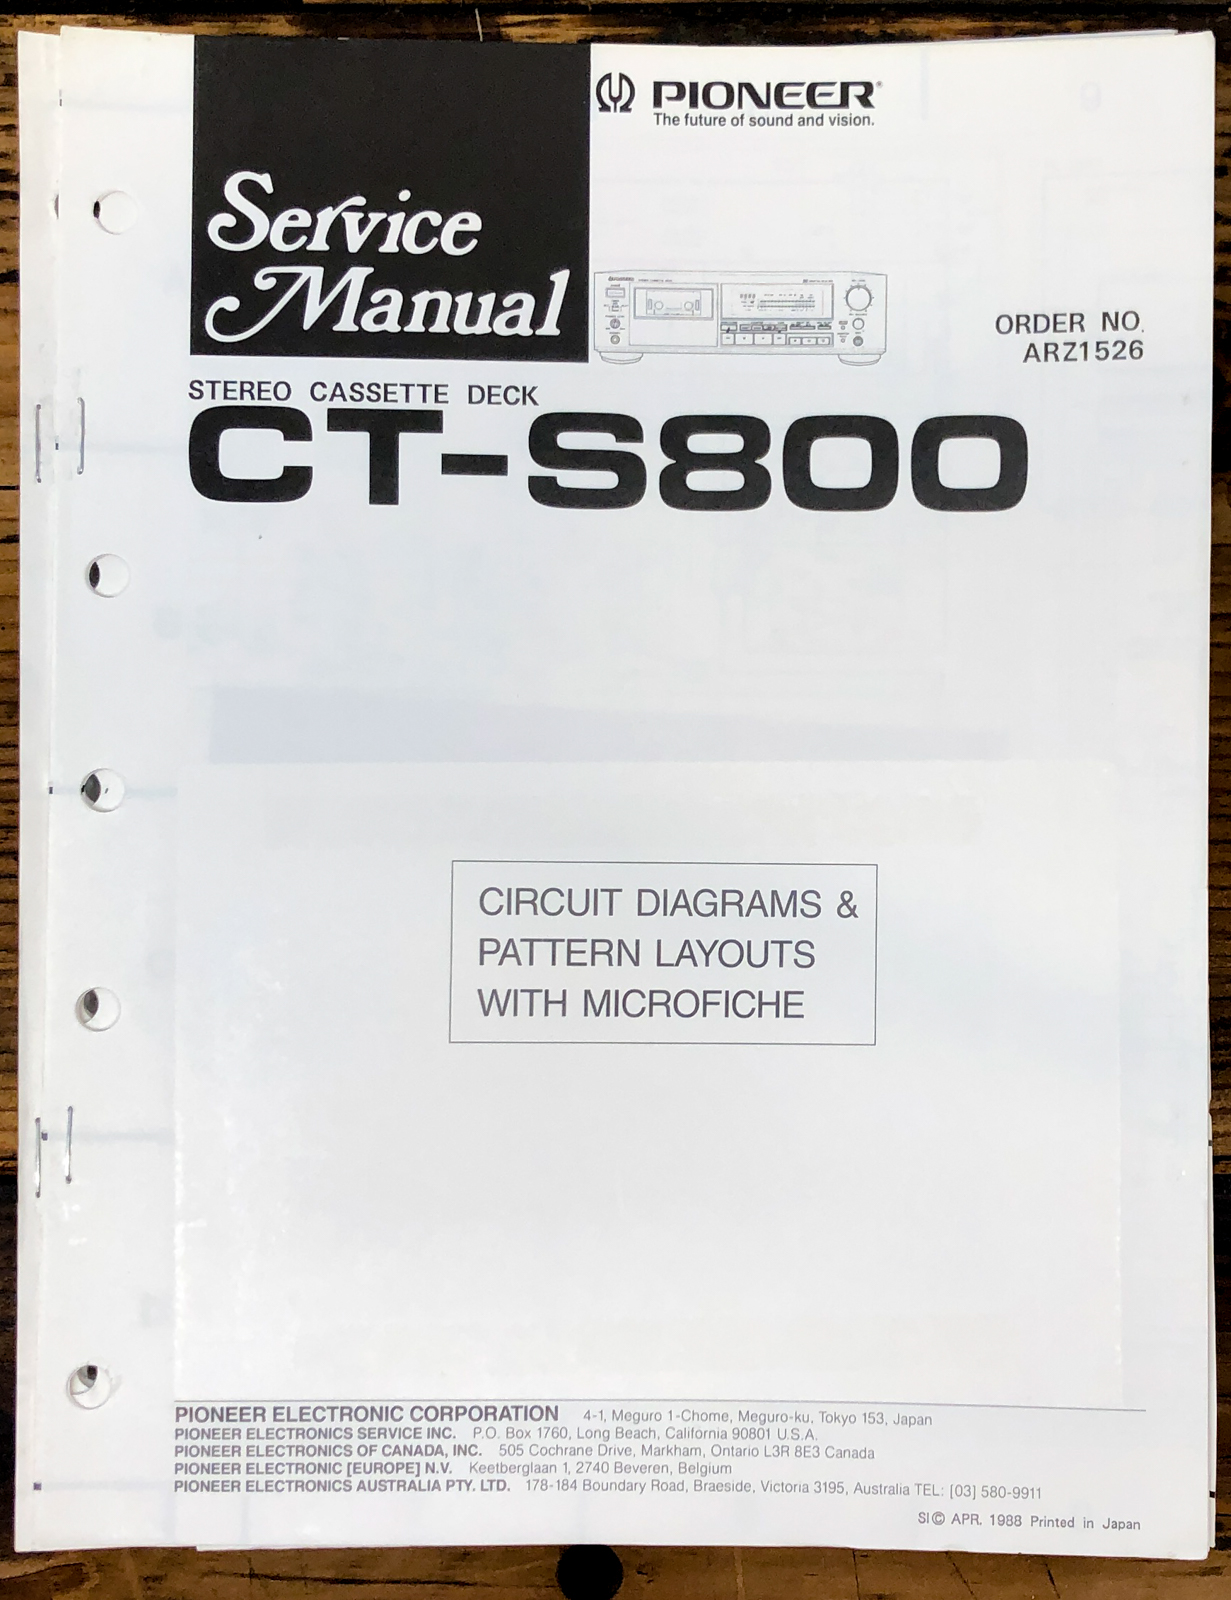 PIONEER®
The future of sound and vision.
Service
Manual
ORDER NO.
ARZ1526
STEREO CASSETTE DECK
CT-S800
CIRCUIT DIAGRAMS &
PATTERN LAYOUTS
WITH MICROFICHE
PIONEER ELECTRONIC CORPORATION 4-1, Meguro 1-Chome, Meguro-ku, Tokyo 153, Japan
PIONEER ELECTRONICS SERVICE INC. P.O. Box 1760, Long Beach, California 90801 U.S.A.
PIONEER ELECTRONICS OF CANADA, INC. 505 Cochrane Drive, Markham, Ontario L3R 8E3 Canada
PIONEER ELECTRONIC [EUROPE] N.V. Keetberglaan 1, 2740 Beveren, Belgium
PIONEER ELECTRONICS AUSTRALIA PTY. LTD. 178-184 Boundary Road, Braeside, Victoria 3195, Australia TEL: [03] 580-9911
SI© APR. 1988 Printed in Japan